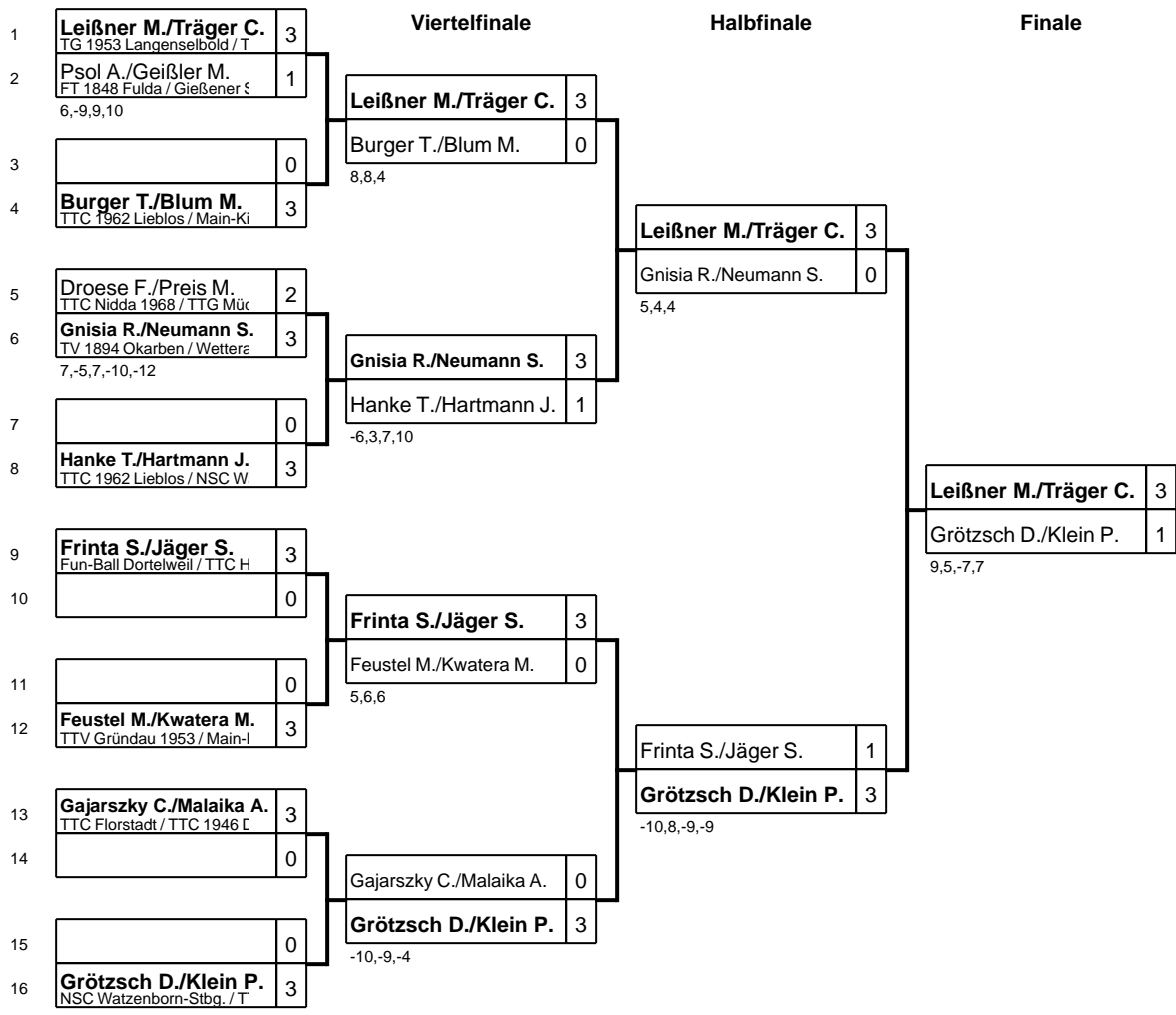 Viertelfinale
Halbfinale
Finale
1
Leißner M./Träger C. 3
TG 1953 Langenselbold / T
2
Psol A./Geißler M. 1
FT 1848 Fulda / Gießener
6,-9,9,10
3
0
4
Burger T./Blum M. 3
TTC 1962 Lieblos / Main-Ki
5
Droese F./Preis M. 2
TTC Nidda 1968 / TTG
6
Gnisia R./Neumann S. 3
TV 1894 Okarben / Wettera
7,-5,7,-10,-12
7
0
8
Hanke T./Hartmann J. 3
TTC 1962 Lieblos / NSC W
9
Frinta S./Jäger S. 3
Fun-Ball Dortelweil / TTC H
10
0
11
0
12
Feustel M./Kwatera M. 3
TTV Gründau 1953 / Main-
13
Gajarszky C./Malaika A. 3
TTC Florstadt / TTC 1946
14
0
15
0
16
Grötzsch D./Klein P. 3
NSC Watzenborn-Stbg. / T
Leißner M./Träger C. 3
Burger T./Blum M. 0
8,8,4
Gnisia R./Neumann S. 3
Hanke T./Hartmann J. 1
-6,3,7,10
Frinta S./Jäger S. 3
Feustel M./Kwatera M. 0
5,6,6
Gajarszky C./Malaika A. 0
Grötzsch D./Klein P. 3
-10,-9,-4
Leißner M./Träger C. 3
Gnisia R./Neumann S. 0
5,4,4
Frinta S./Jäger S. 1
Grötzsch D./Klein P. 3
-10,8,-9,-9
Leißner M./Träger C. 3
Grötzsch D./Klein P. 1
9,5,-7,7